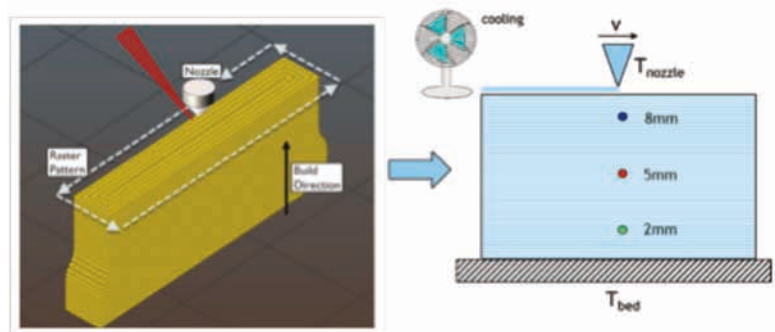 Nozzle
Raster
Pattern
Build
Direction
cooling
v
Tnozzle
8mm
5mm
2mm
Tbed